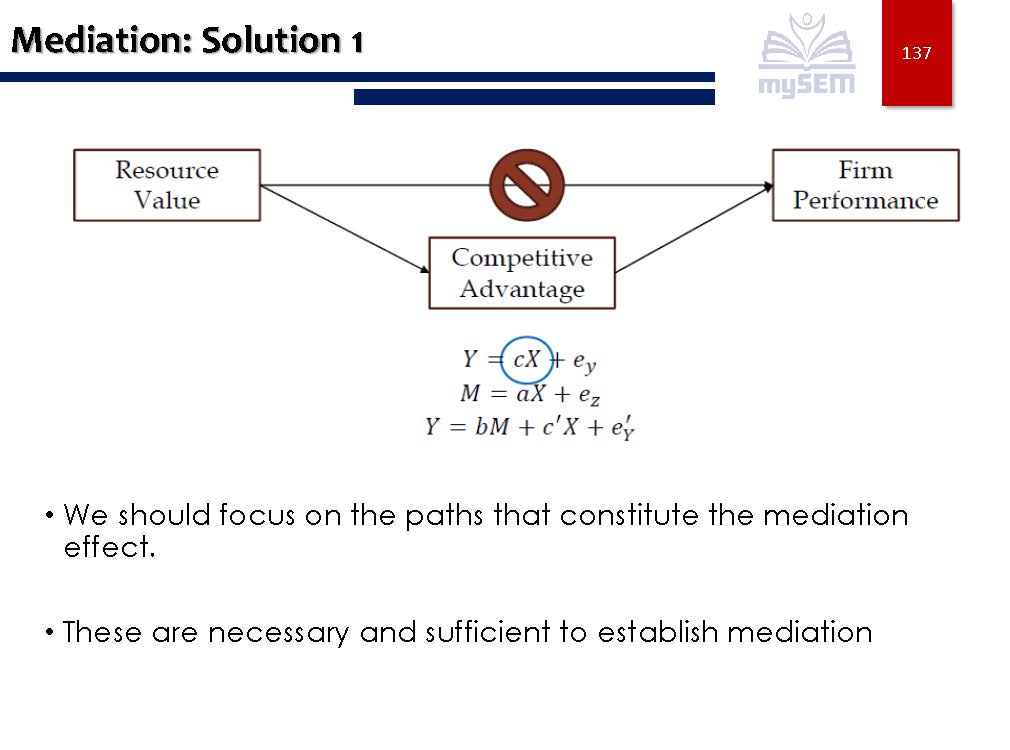 Mediation: Solution 1
mySEM
137
Resource
Value
Firm
Performance
Competitive
Advantage
Y = cX + e_y
M = aX + e_z
Y = bM + c′X + e′_Y
• We should focus on the paths that constitute the mediation
effect.
• These are necessary and sufficient to establish mediation